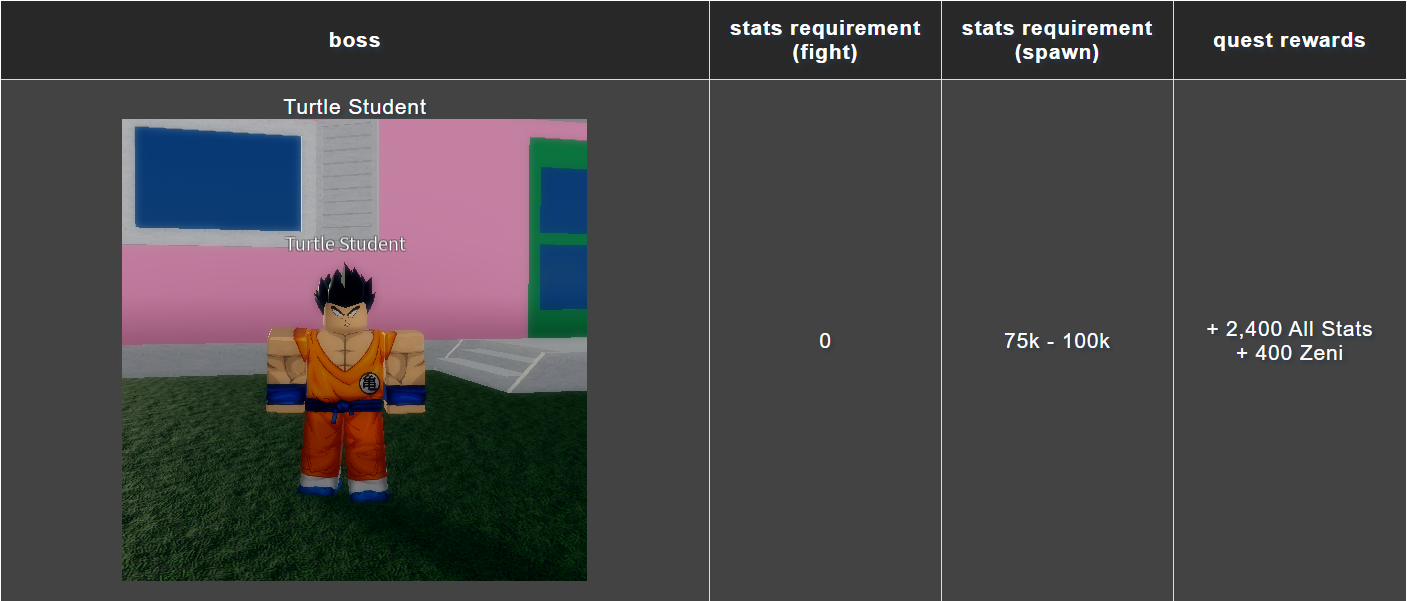 boss
stats requirement
(fight)
stats requirement
(spawn)
quest rewards
Turtle Student
Turtle Student
亀
0
75k - 100k
+ 2,400 All Stats
+ 400 Zeni